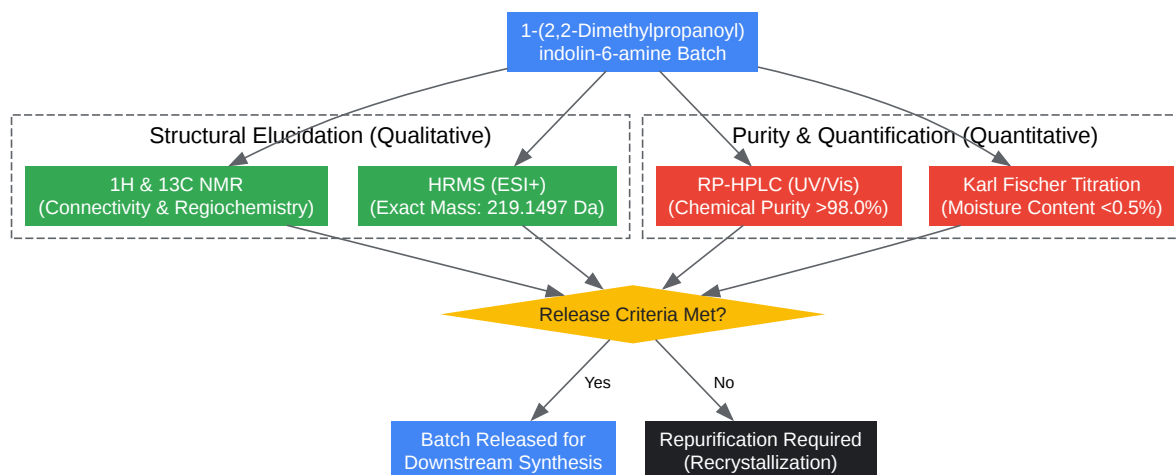 1-(2,2-Dimethylpropanoyl)
indolin-6-amine Batch
Structural Elucidation (Qualitative)
Purity & Quantification (Quantitative)
1H & 13C NMR
(Connectivity & Regiochemistry)
HRMS (ESI+)
(Exact Mass: 219.1497 Da)
RP-HPLC (UV/Vis)
(Chemical Purity >98.0%)
Karl Fischer Titration
(Moisture Content <0.5%)
Release Criteria Met?
Yes
No
Batch Released for
Downstream Synthesis
Repurification Required
(Recrystallization)